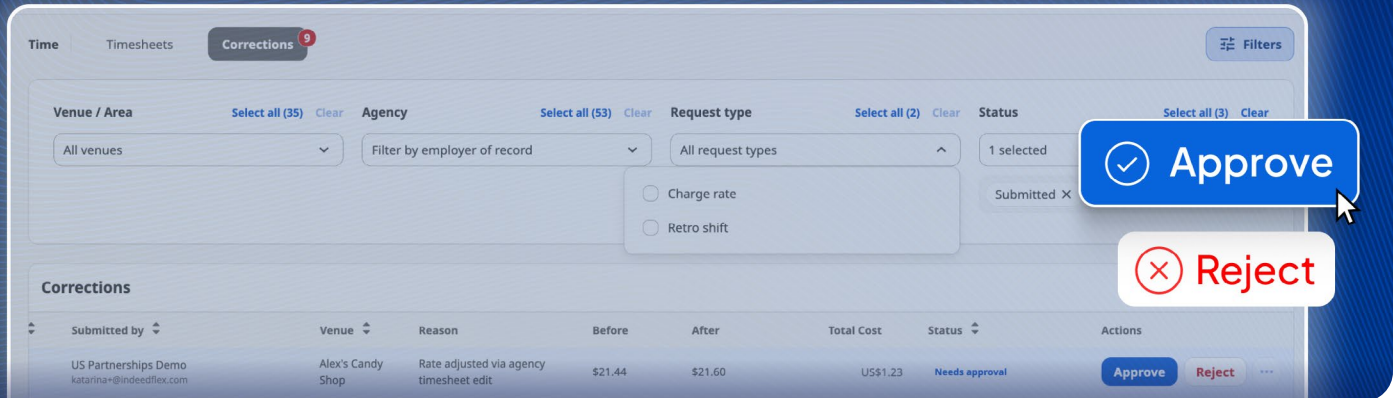 Time Timesheets Corrections 9 Filters
Venue / Area Select all (35) Clear Agency Select all (53) Clear Request type Select all (2) Clear Status Select all (3) Clear
All venues Filter by employer of record All request types 1 selected
Approve
Charge rate Submitted ×
Retro shift
Reject
Corrections
Submitted by Venue Reason Before After Total Cost Status Actions
US Partnerships Demo Alex's Candy Rate adjusted via agency
$21.44 $21.60 US$1.23 Needs approval Approve Reject ...
katarina+@indeedflex.com Shop timesheet edit